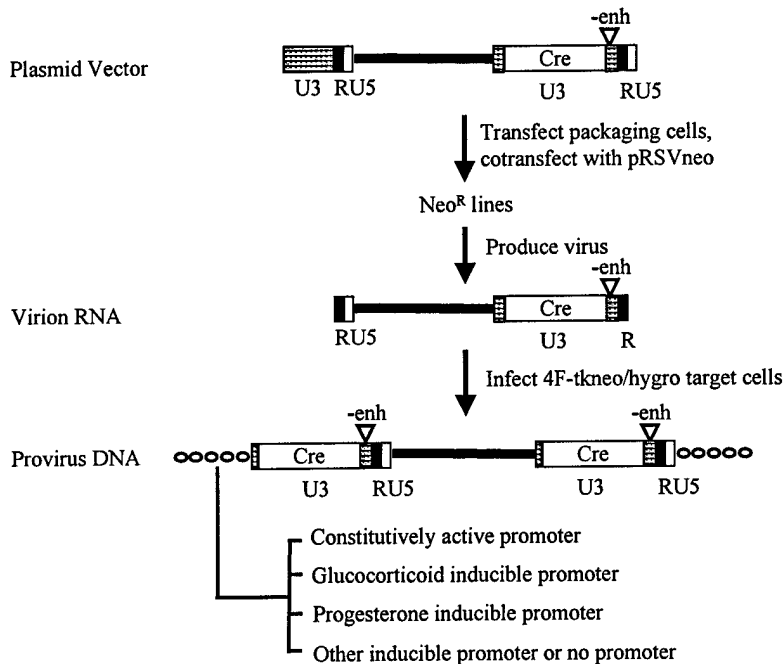 -enh
Plasmid Vector
Cre
U3 RU5 U3 RU5
Transfect packaging cells,
cotransfect with pRSVneo
Neoᴿ lines
Produce virus
-enh
Virion RNA
Cre
RU5 U3 R
Infect 4F-tkneo/hygro target cells
-enh -enh
Provirus DNA
Cre Cre
U3 RU5 U3 RU5
Constitutively active promoter
Glucocorticoid inducible promoter
Progesterone inducible promoter
Other inducible promoter or no promoter